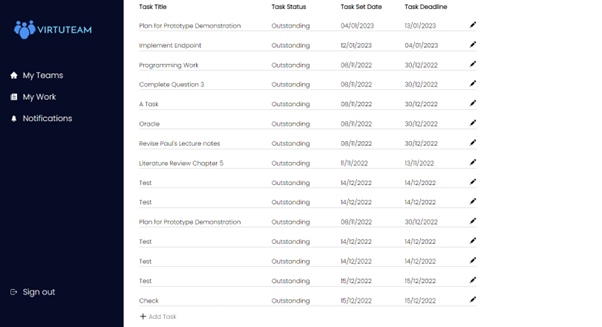 Task Title Task Status Task Set Date Task Deadline
VIRTUTEAM
Plan for Prototype Demonstration Outstanding 04/01/2023 13/01/2023
Implement Endpoint Outstanding 12/01/2023 04/01/2023
My Teams
Programming Work Outstanding 08/11/2022 30/12/2022
Complete Question 3 Outstanding 08/11/2022 30/12/2022
My Work
A Task Outstanding 08/11/2022 30/12/2022
Notifications
Oracle Outstanding 08/11/2022 30/12/2022
Revise Paul's Lecture notes Outstanding 08/11/2022 30/12/2022
Literature Review Chapter 5 Outstanding 11/11/2022 13/11/2022
Test Outstanding 14/12/2022 14/12/2022
Test Outstanding 14/12/2022 14/12/2022
Plan for Prototype Demonstration Outstanding 08/11/2022 30/12/2022
Test Outstanding 14/12/2022 14/12/2022
Test Outstanding 14/12/2022 14/12/2022
Test Outstanding 15/12/2022 15/12/2022
Sign out
Check Outstanding 15/12/2022 15/12/2022
+ Add Task